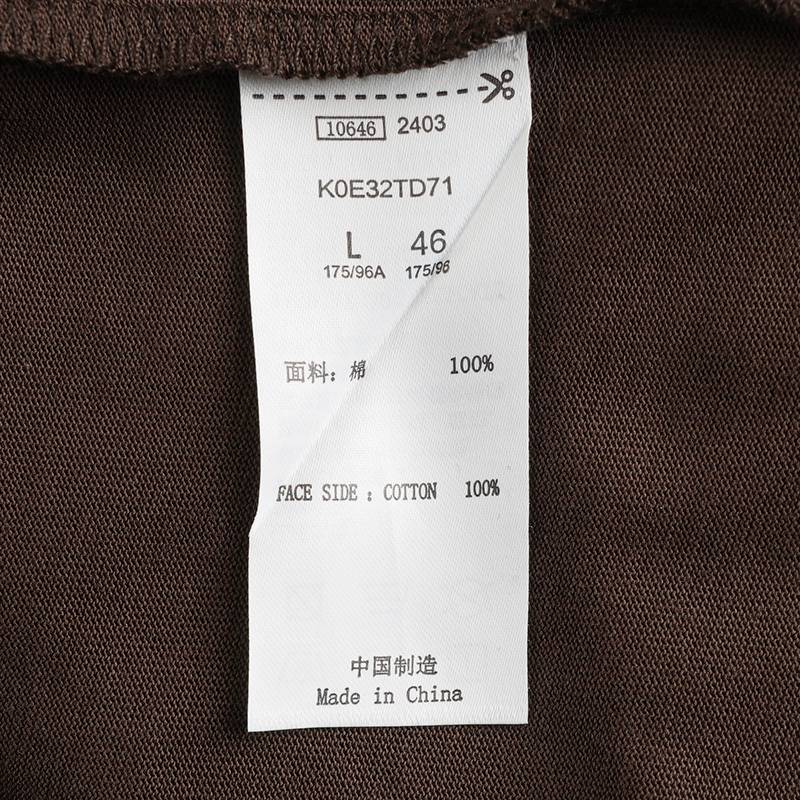 10646 2403
K0E32TD71
L 46
175/96A 175/96
面料：棉 100%
FACE SIDE : COTTON 100%
中国制造
Made in China